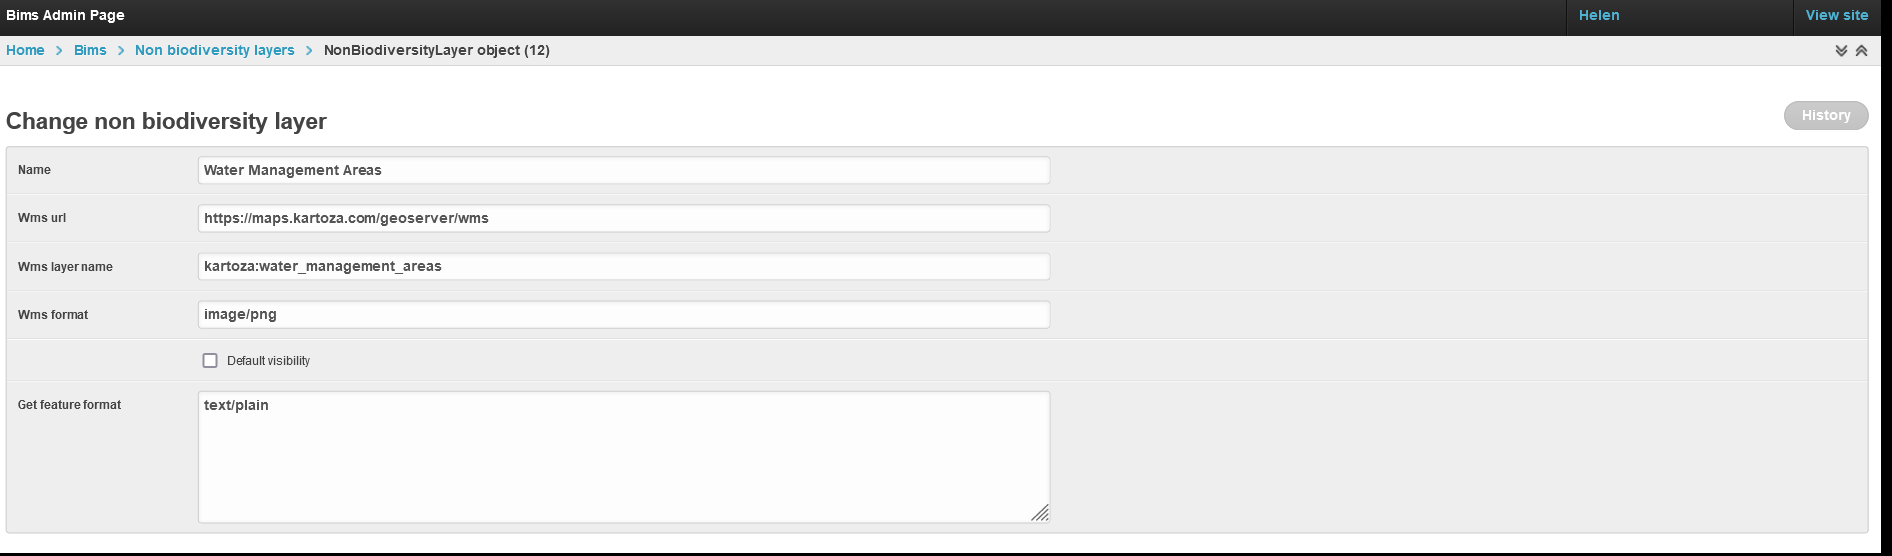 Bims Admin Page Helen View site
Home > Bims > Non biodiversity layers > NonBiodiversityLayer object (12)
Change non biodiversity layer History
Name Water Management Areas
Wms url https://maps.kartoza.com/geoserver/wms
Wms layer name kartoza:water_management_areas
Wms format image/png
Default visibility
Get feature format text/plain